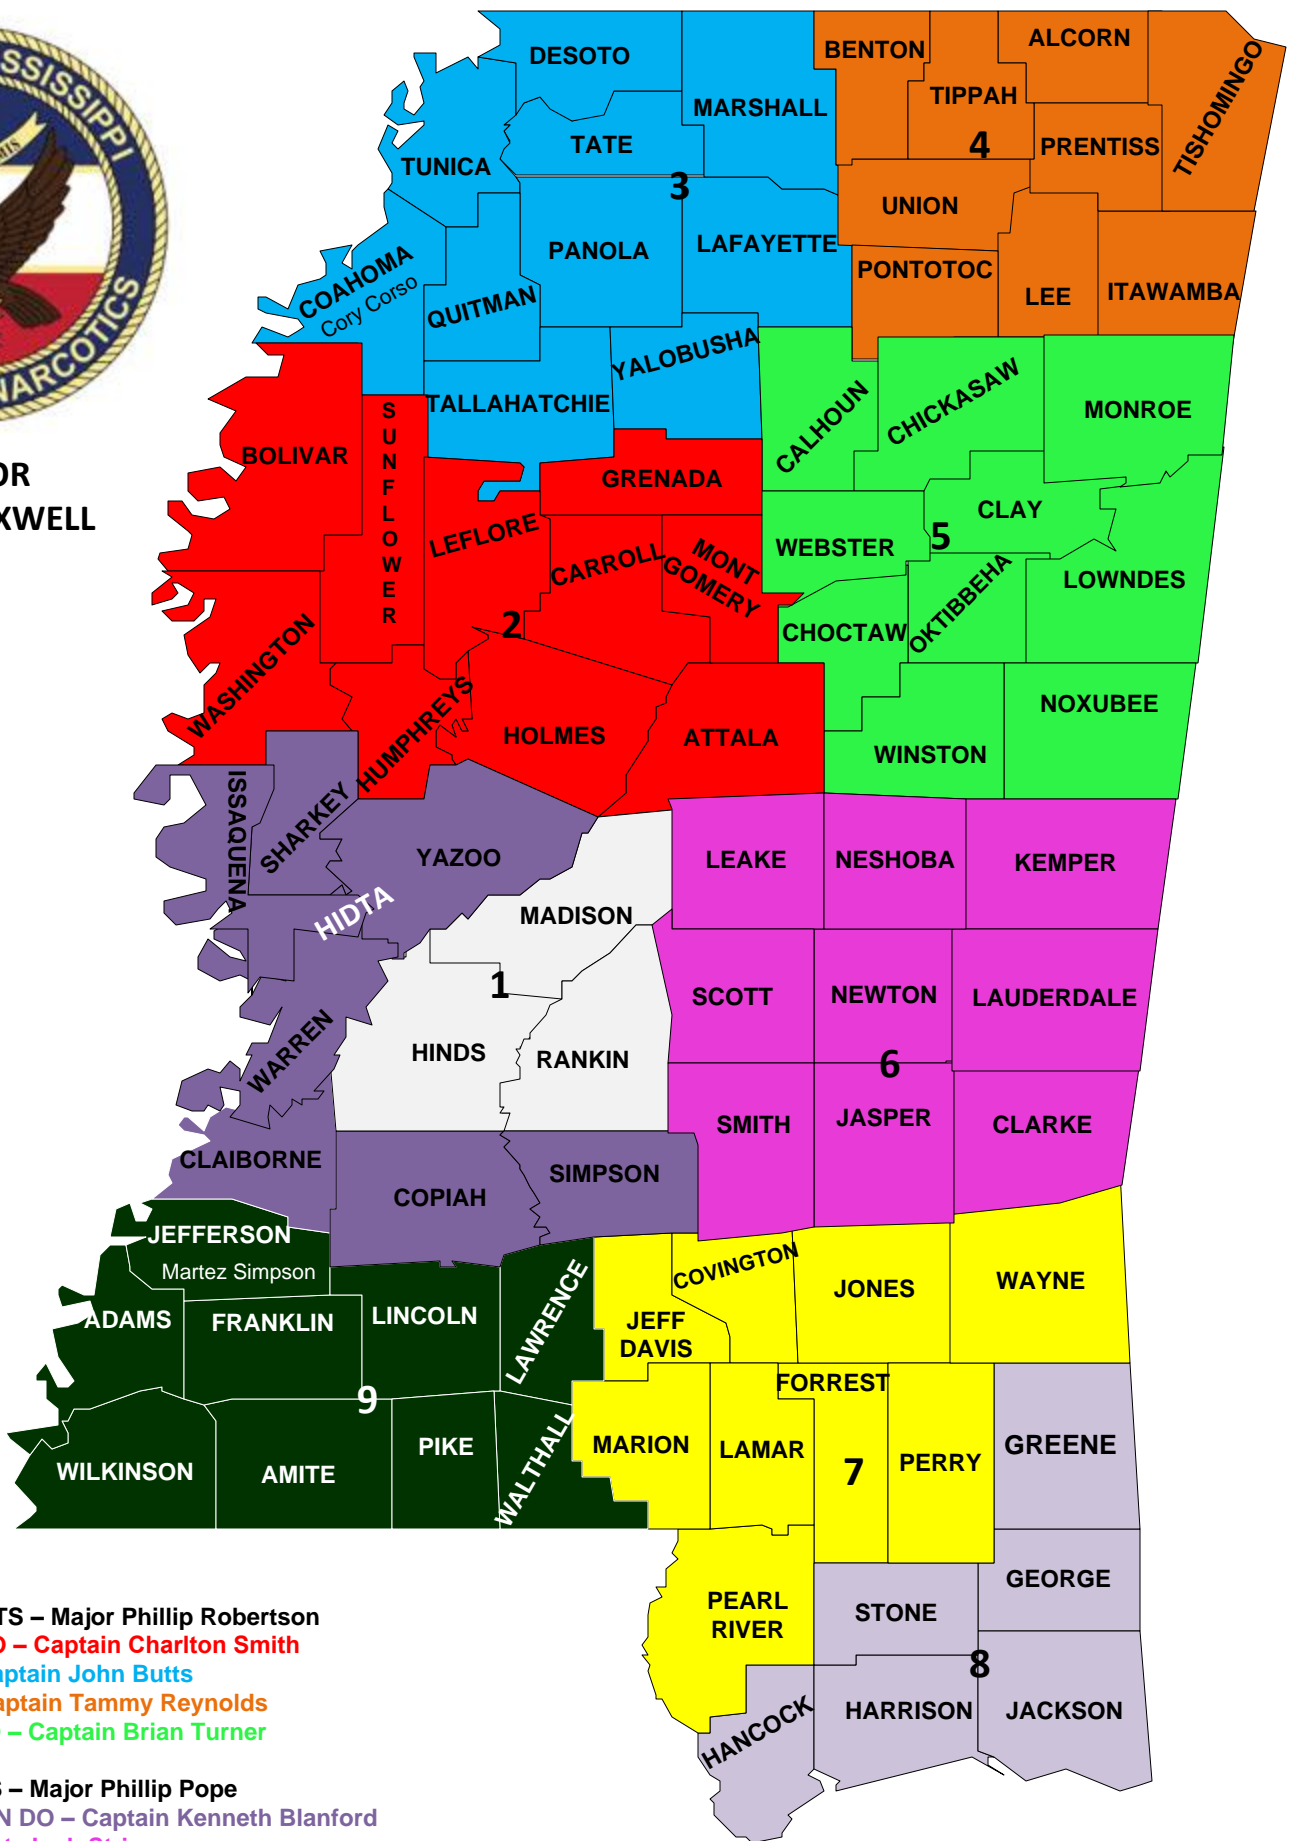 SSISSIPPI
NARCOTICS
OR
XWELL
DESOTO
MARSHALL
BENTON
ALCORN
TIPPAH
TISHOMINGO
4
PRENTISS
TATE
TUNICA
3
UNION
PANOLA
LAFAYETTE
PONTOTOC
LEE
ITAWAMBA
COAHOMA
Cory Corso
QUITMAN
YALOBUSHA
TALLAHATCHIE
CALHOUN
CHICKASAW
MONROE
BOLIVAR
SUNFLOWER
GRENADA
LEFLORE
CARROLL
MONT
GOMERY
WEBSTER
5
CLAY
LOWNDES
OKTIBBEHA
CHOCTAW
2
WASHINGTON
HUMPHREYS
HOLMES
ATTALA
WINSTON
NOXUBEE
ISSAQUENA
SHARKEY
YAZOO
HIDTA
MADISON
LEAKE
NESHOBA
KEMPER
1
SCOTT
NEWTON
LAUDERDALE
WARREN
HINDS
RANKIN
6
SMITH
JASPER
CLARKE
CLAIBORNE
COPIAH
SIMPSON
JEFFERSON
Martez Simpson
ADAMS
FRANKLIN
LINCOLN
LAWRENCE
JEFF
DAVIS
COVINGTON
JONES
WAYNE
9
FORREST
WILKINSON
AMITE
PIKE
WALTHALL
MARION
LAMAR
7
PERRY
GREENE
PEARL
RIVER
STONE
GEORGE
8
HANCOCK
HARRISON
JACKSON
TS – Major Phillip Robertson
O – Captain Charlton Smith
aptain John Butts
aptain Tammy Reynolds
– Captain Brian Turner
S – Major Phillip Pope
N DO – Captain Kenneth Blanford